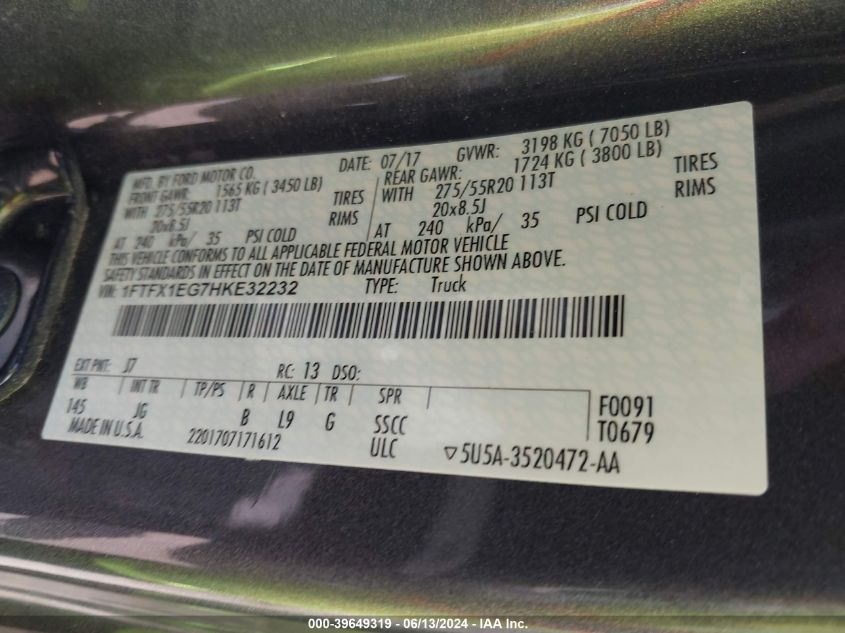 MFD. BY FORD MOTOR CO. DATE: 07/17 GVWR: 3198 KG ( 7050 LB)
FRONT GAWR: 1565 KG ( 3450 LB) REAR GAWR: 1724 KG ( 3800 LB)
WITH 275/55R20 113T TIRES WITH 275/55R20 113T TIRES
20x8.5J RIMS 20x8.5J RIMS
AT 240 kPa/ 35 PSI COLD AT 240 kPa/ 35 PSI COLD
THIS VEHICLE CONFORMS TO ALL APPLICABLE FEDERAL MOTOR VEHICLE
SAFETY STANDARDS IN EFFECT ON THE DATE OF MANUFACTURE SHOWN ABOVE.
VIN: 1FTFX1EG7HKE32232 TYPE: Truck
EXT PNT: J7 RC: 13 DSO:
WB INT TR TP/PS R AXLE TR SPR
145 JG B L9 G SSCC F0091
MADE IN U.S.A. 2201707171612 ULC T0679
▽5U5A-3520472-AA
000-39649319 - 06/13/2024 - IAA Inc.